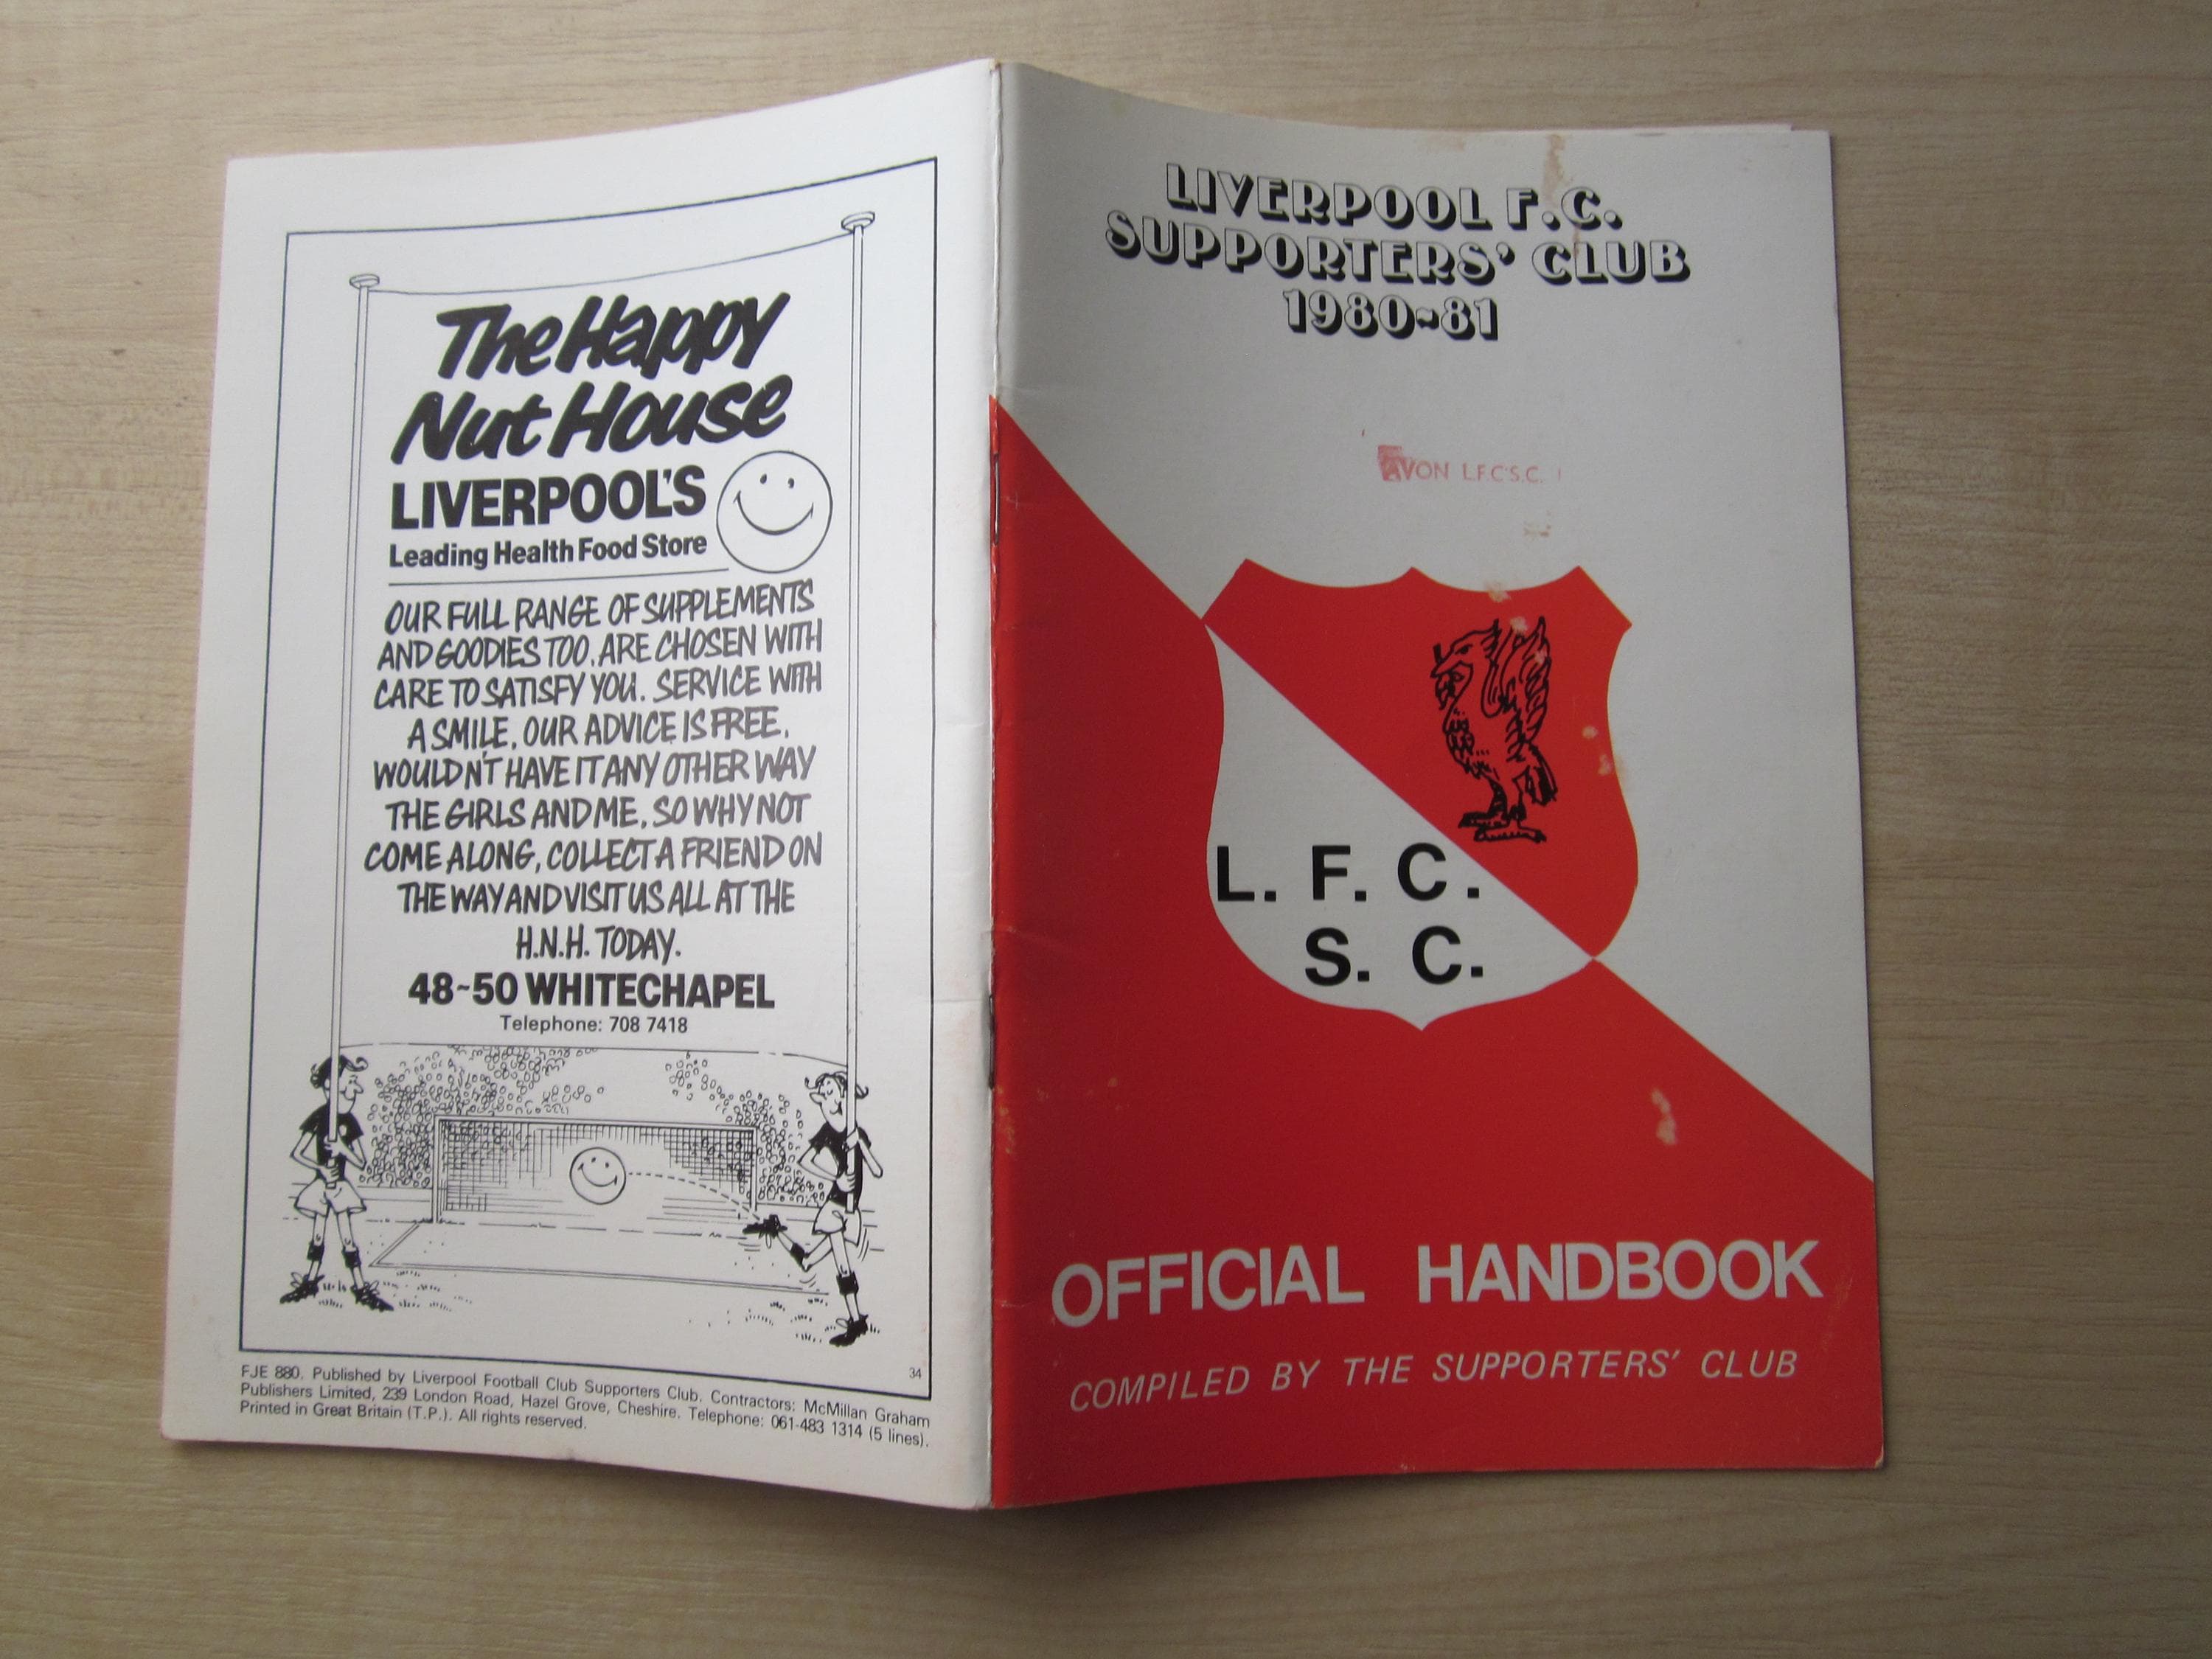 The Happy
Nut House
LIVERPOOL'S
Leading Health Food Store
OUR FULL RANGE OF SUPPLEMENTS
AND GOODIES TOO, ARE CHOSEN WITH
CARE TO SATISFY YOU. SERVICE WITH
A SMILE, OUR ADVICE IS FREE,
WOULDN'T HAVE IT ANY OTHER WAY
THE GIRLS AND ME, SO WHY NOT
COME ALONG, COLLECT A FRIEND ON
THE WAY AND VISIT US ALL AT THE
H.N.H. TODAY.
48~50 WHITECHAPEL
Telephone: 708 7418
34
FJE 880. Published by Liverpool Football Club Supporters Club. Contractors: McMillan Graham
Publishers Limited, 239 London Road, Hazel Grove, Cheshire. Telephone: 061-483 1314 (5 lines).
Printed in Great Britain (T.P.). All rights reserved.
LIVERPOOL F.C.
SUPPORTERS' CLUB
1980~81
AVON L.F.C.S.C.
L. F. C.
S. C.
OFFICIAL HANDBOOK
COMPILED BY THE SUPPORTERS' CLUB